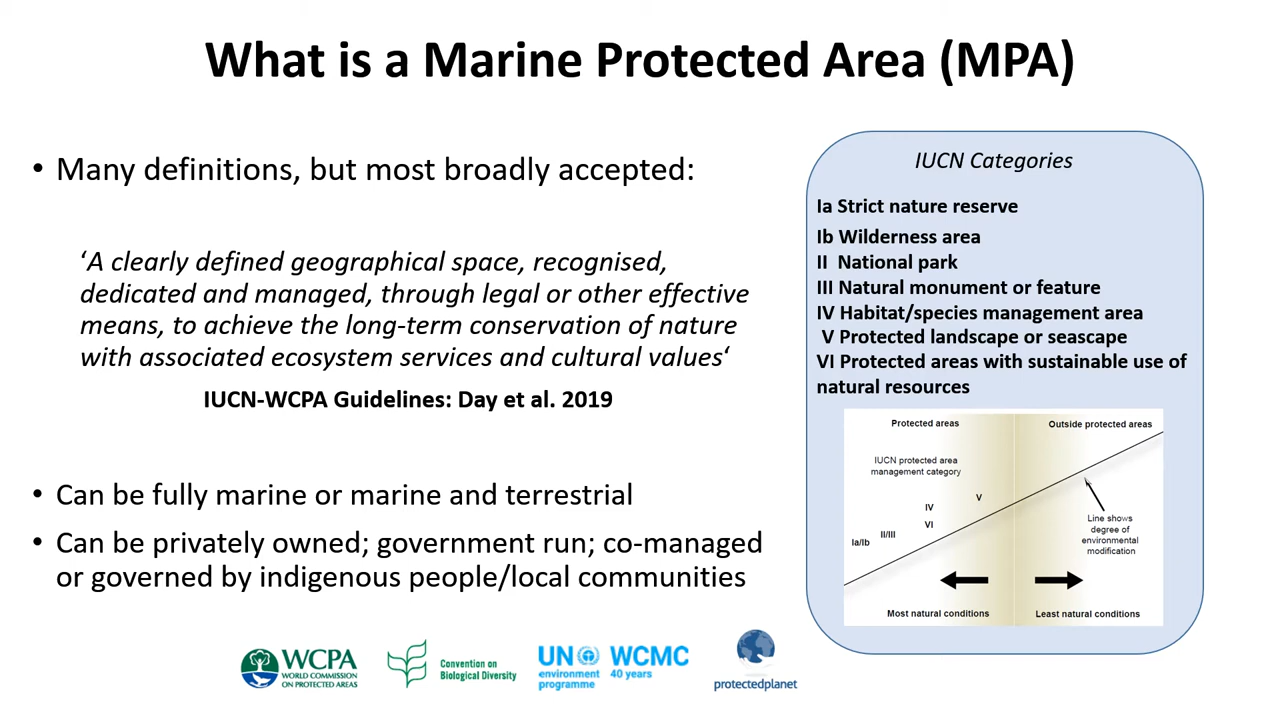 What is a Marine Protected Area (MPA)
• Many definitions, but most broadly accepted:
‘A clearly defined geographical space, recognised,
dedicated and managed, through legal or other effective
means, to achieve the long-term conservation of nature
with associated ecosystem services and cultural values‘
IUCN-WCPA Guidelines: Day et al. 2019
• Can be fully marine or marine and terrestrial
• Can be privately owned; government run; co-managed
or governed by indigenous people/local communities
IUCN Categories
Ia Strict nature reserve
Ib Wilderness area
II National park
III Natural monument or feature
IV Habitat/species management area
V Protected landscape or seascape
VI Protected areas with sustainable use of
natural resources
Protected areas
Outside protected areas
IUCN protected area
management category
V
IV
VI
II/III
Ia/Ib
Line shows
degree of
environmental
modification
Most natural conditions
Least natural conditions
WCPA
WORLD COMMISSION
ON PROTECTED AREAS
Convention on
Biological Diversity
UN WCMC
environment 40 years
programme
protectedplanet